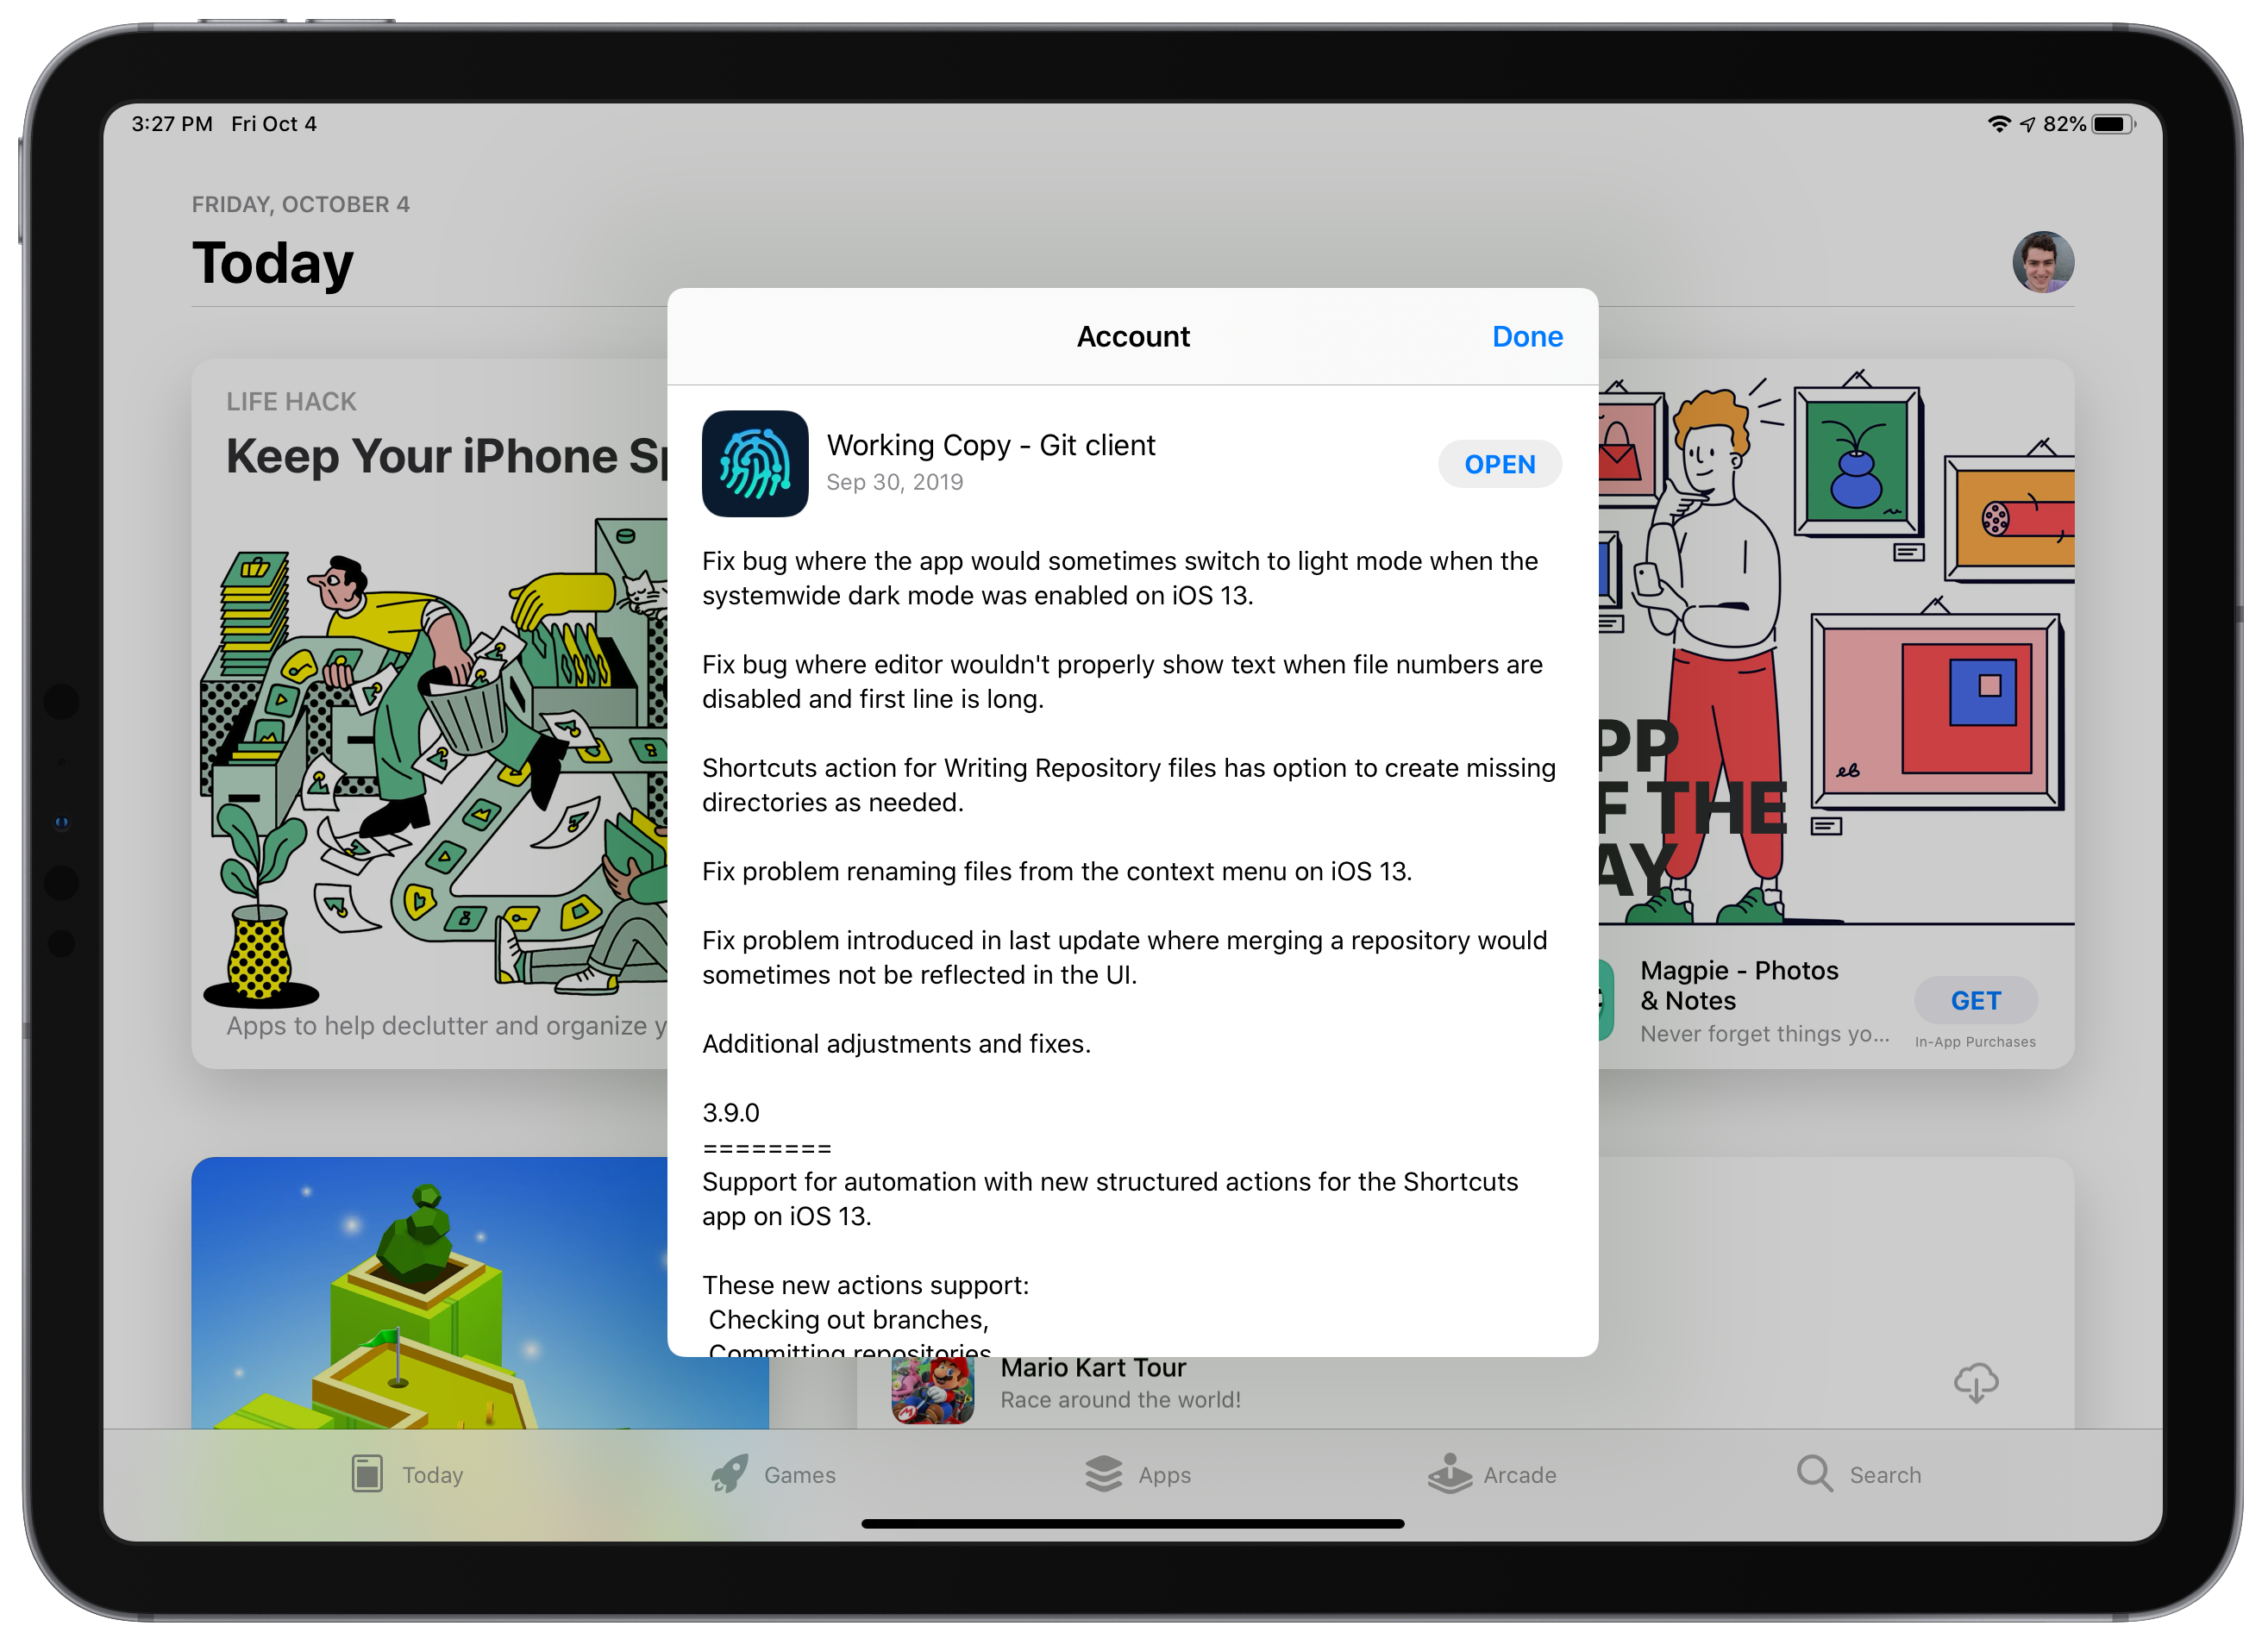 3:27 PM Fri Oct 4
82%
FRIDAY, OCTOBER 4
Today
LIFE HACK
Keep Your iPhone
Apps to help declutter and organize
Account
Done
Working Copy - Git client
Sep 30, 2019
OPEN
Fix bug where the app would sometimes switch to light mode when the
systemwide dark mode was enabled on iOS 13.
Fix bug where editor wouldn't properly show text when file numbers are
disabled and first line is long.
Shortcuts action for Writing Repository files has option to create missing
directories as needed.
Fix problem renaming files from the context menu on iOS 13.
Fix problem introduced in last update where merging a repository would
sometimes not be reflected in the UI.
Additional adjustments and fixes.
3.9.0
========
Support for automation with new structured actions for the Shortcuts
app on iOS 13.
These new actions support:
Checking out branches,
Committing repositories
PP
F THE
AY
eb
Magpie - Photos
& Notes
Never forget things yo...
GET
In-App Purchases
Mario Kart Tour
Race around the world!
Today
Games
Apps
Arcade
Search